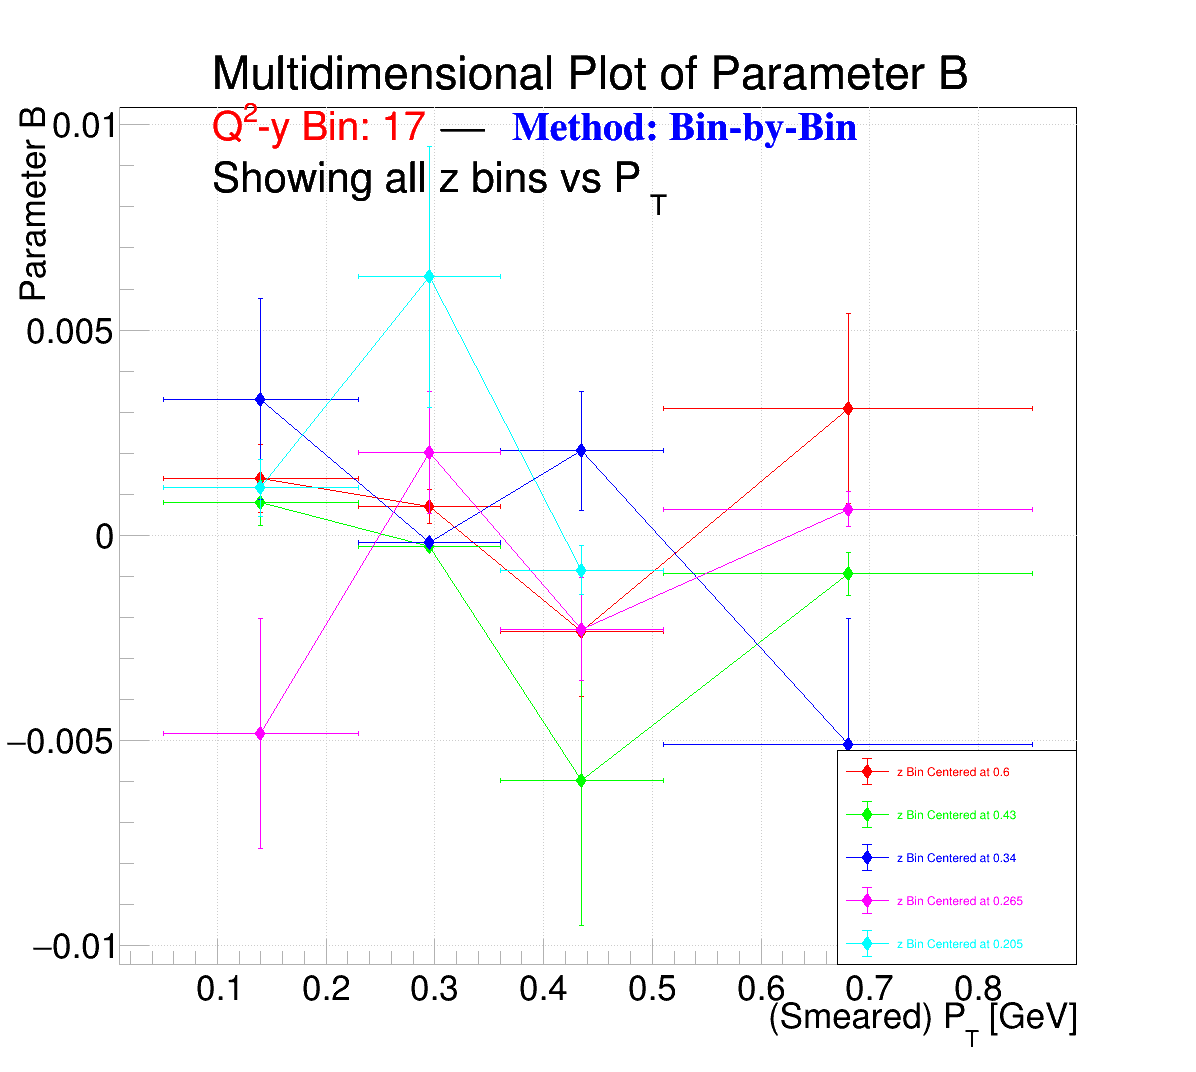 Multidimensional Plot of Parameter B
Q²-y Bin: 17 — Method: Bin-by-Bin
Showing all z bins vs P_T
Parameter B
0.01
0.005
0
−0.005
−0.01
z Bin Centered at 0.6
z Bin Centered at 0.43
z Bin Centered at 0.34
z Bin Centered at 0.265
z Bin Centered at 0.205
0.1 0.2 0.3 0.4 0.5 0.6 0.7 0.8
(Smeared) P_T [GeV]